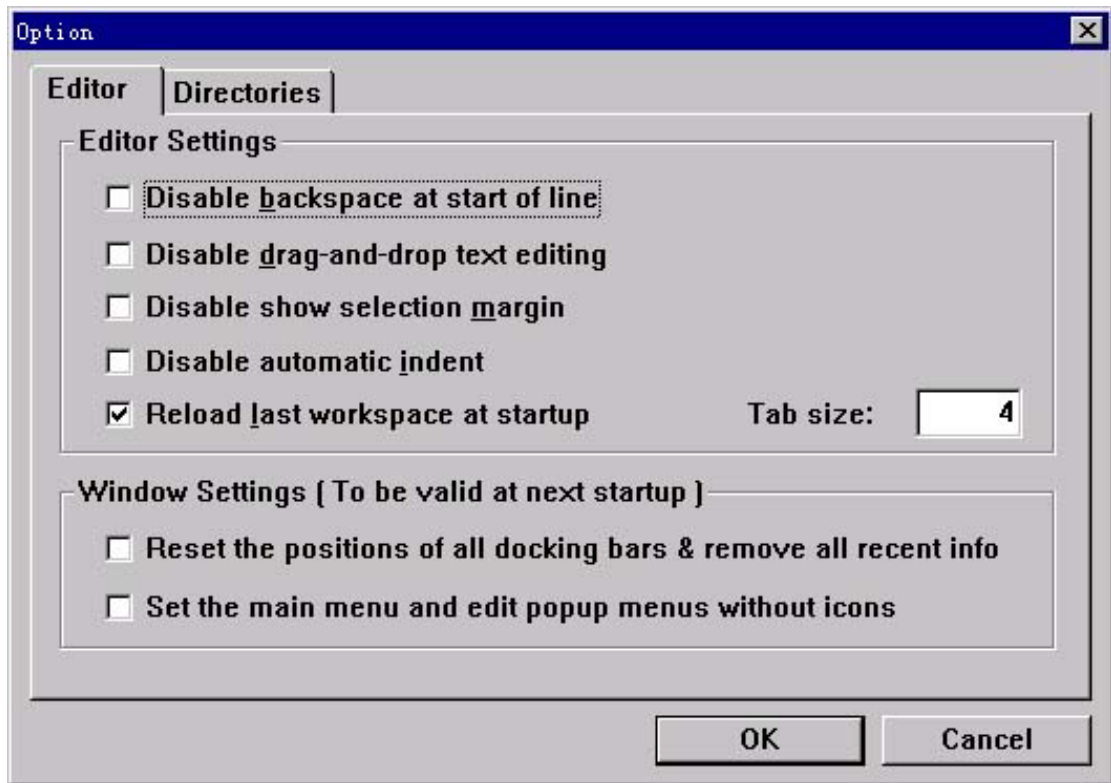 Option
Editor
Directories
Editor Settings
Disable backspace at start of line
Disable drag-and-drop text editing
Disable show selection margin
Disable automatic indent
Reload last workspace at startup
Tab size:
4
Window Settings ( To be valid at next startup )
Reset the positions of all docking bars & remove all recent info
Set the main menu and edit popup menus without icons
OK
Cancel